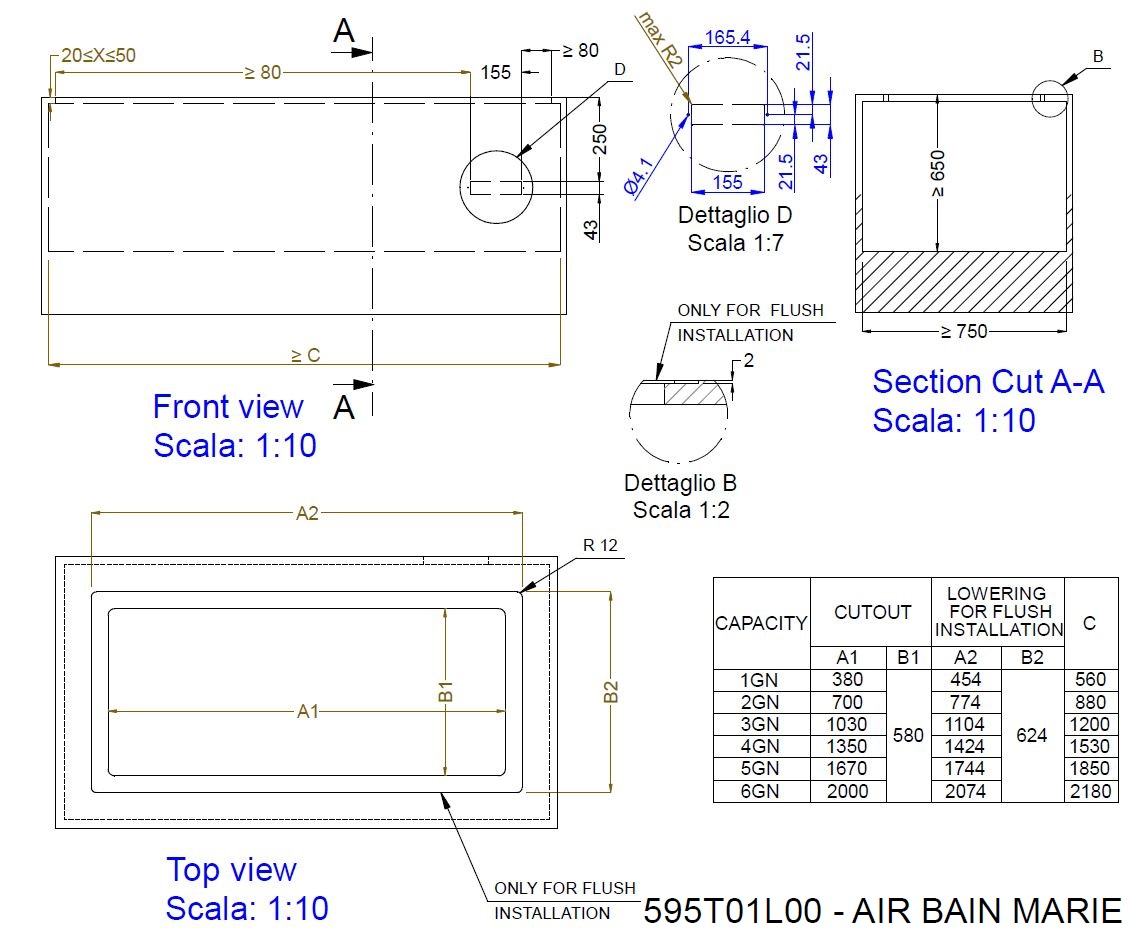 A
20≤X≤50
≥ 80
155
≥ 80
D
250
43
≥ C
A
Front view
Scala: 1:10
max R2
165.4
21.5
Ø4.1
155
21.5
43
Dettaglio D
Scala 1:7
B
≥ 650
≥ 750
Section Cut A-A
Scala: 1:10
ONLY FOR FLUSH
INSTALLATION
2
Dettaglio B
Scala 1:2
A2
R 12
B1
B2
A1
ONLY FOR FLUSH
INSTALLATION
Top view
Scala: 1:10
CAPACITY CUTOUT LOWERING FOR FLUSH INSTALLATION C
A1 B1 A2 B2
1GN 380 454 560
2GN 700 774 880
3GN 1030 1104 1200
580 624
4GN 1350 1424 1530
5GN 1670 1744 1850
6GN 2000 2074 2180
595T01L00 - AIR BAIN MARIE